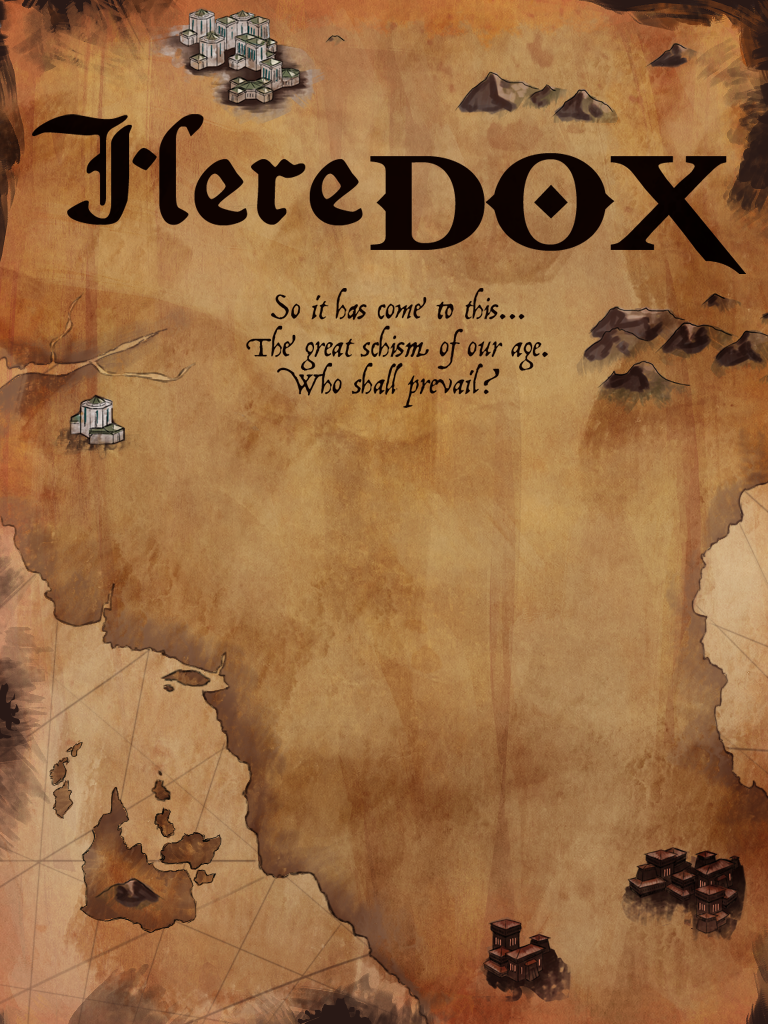 HereDOX
So it has come to this...
The great schism of our age.
Who shall prevail?